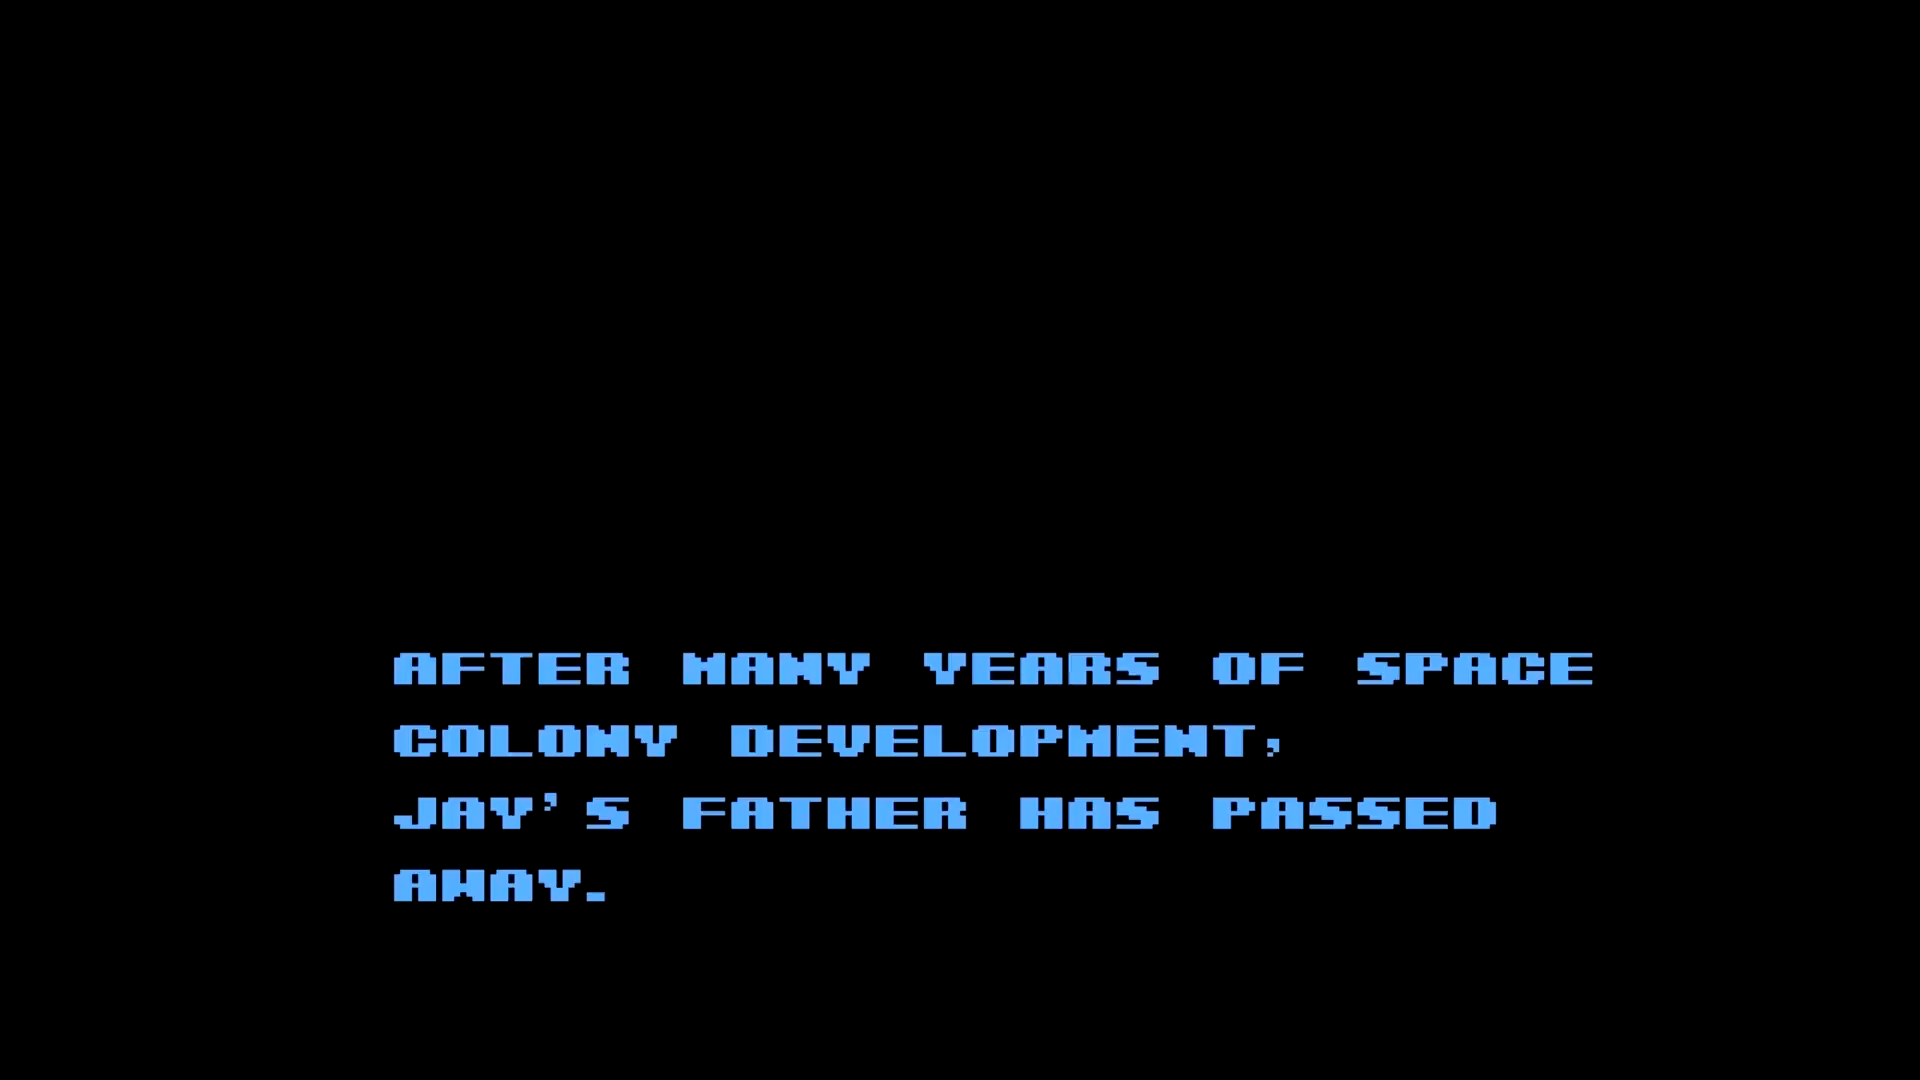 AFTER MANY YEARS OF SPACE
COLONY DEVELOPMENT,
JAY'S FATHER HAS PASSED
AWAY.